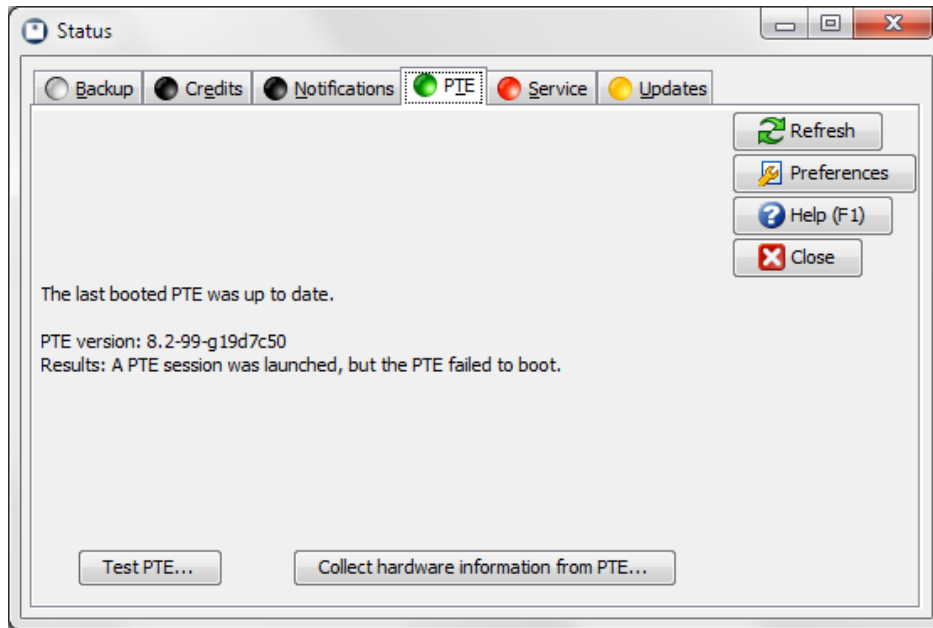 Status
Backup
Credits
Notifications
PTE
Service
Updates
Refresh
Preferences
Help (F1)
Close
The last booted PTE was up to date.
PTE version: 8.2-99-g19d7c50
Results: A PTE session was launched, but the PTE failed to boot.
Test PTE...
Collect hardware information from PTE...